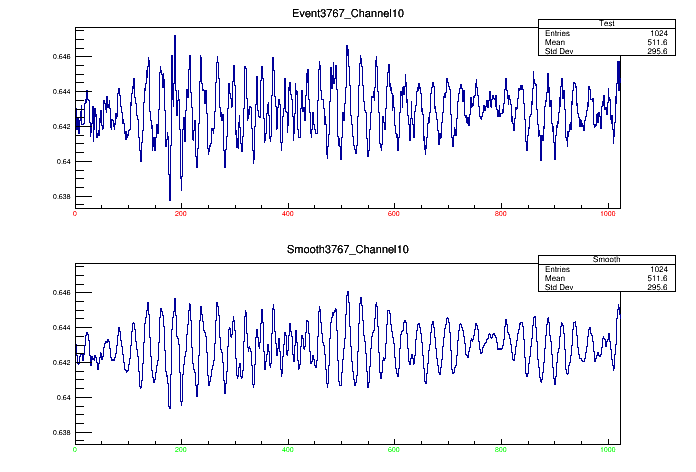 Event3767_Channel10
Test
Entries 1024
Mean 511.6
Std Dev 295.6
0.646
0.644
0.642
0.64
0.638
0 200 400 600 800 1000
Smooth3767_Channel10
Smooth
Entries 1024
Mean 511.6
Std Dev 295.6
0.646
0.644
0.642
0.64
0.638
0 200 400 600 800 1000